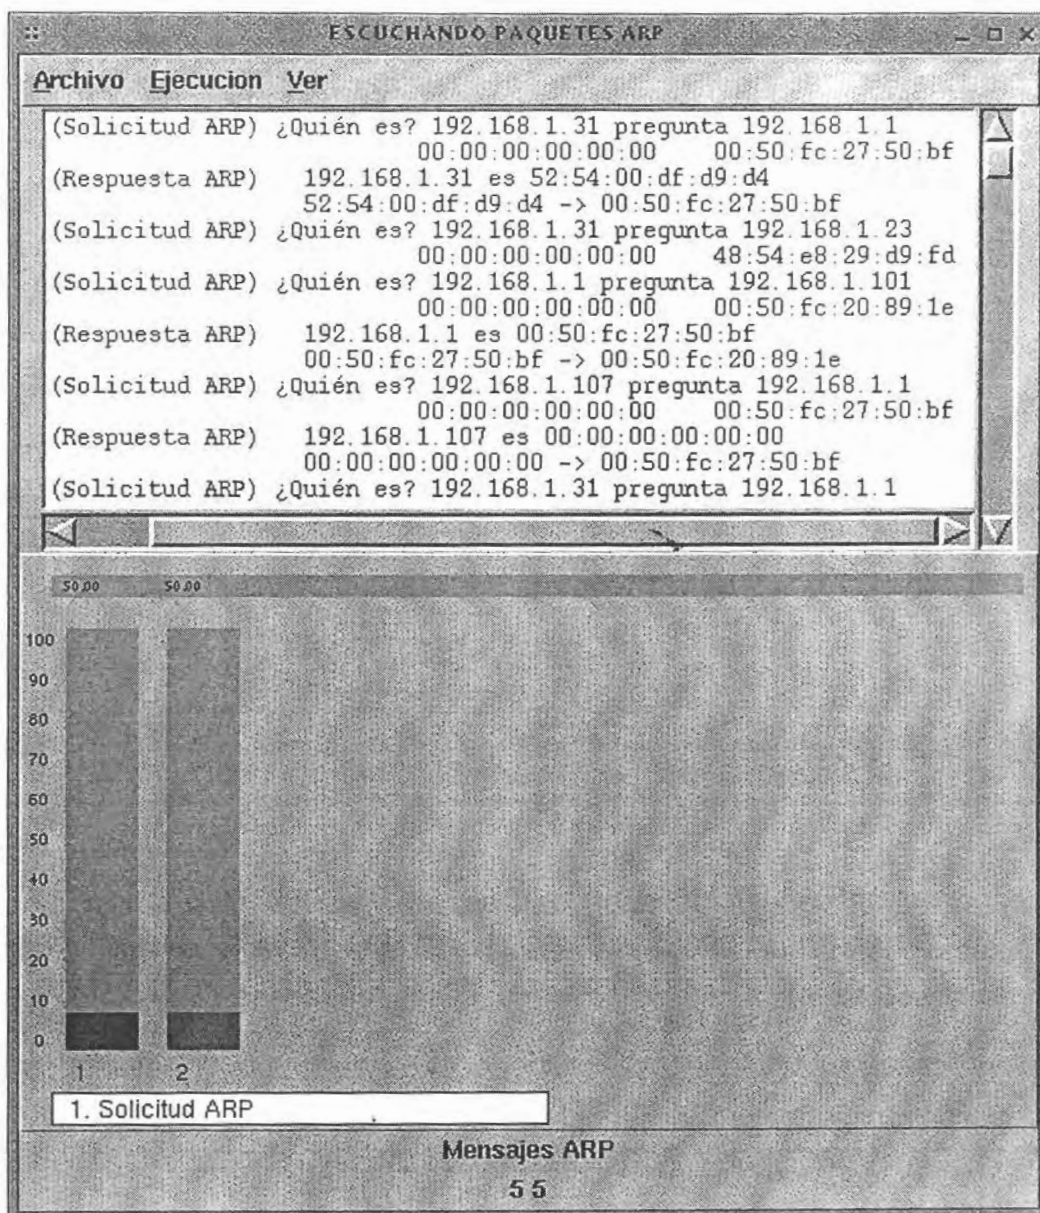 ESCUCHANDO PAQUETES ARP
Archivo Ejecucion Ver
(Solicitud ARP) ¿Quién es? 192.168.1.31 pregunta 192.168.1.1
00:00:00:00:00:00 00:50:fc:27:50:bf
(Respuesta ARP) 192.168.1.31 es 52:54:00:df:d9:d4
52:54:00:df:d9:d4 -> 00:50:fc:27:50:bf
(Solicitud ARP) ¿Quién es? 192.168.1.31 pregunta 192.168.1.23
00:00:00:00:00:00 48:54:e8:29:d9:fd
(Solicitud ARP) ¿Quién es? 192.168.1.1 pregunta 192.168.1.101
00:00:00:00:00:00 00:50:fc:20:89:1e
(Respuesta ARP) 192.168.1.1 es 00:50:fc:27:50:bf
00:50:fc:27:50:bf -> 00:50:fc:20:89:1e
(Solicitud ARP) ¿Quién es? 192.168.1.107 pregunta 192.168.1.1
00:00:00:00:00:00 00:50:fc:27:50:bf
(Respuesta ARP) 192.168.1.107 es 00:00:00:00:00:00
00:00:00:00:00:00 -> 00:50:fc:27:50:bf
(Solicitud ARP) ¿Quién es? 192.168.1.31 pregunta 192.168.1.1
50.00 50.00
100
90
80
70
60
50
40
30
20
10
0
1 2
1. Solicitud ARP
Mensajes ARP
5 5